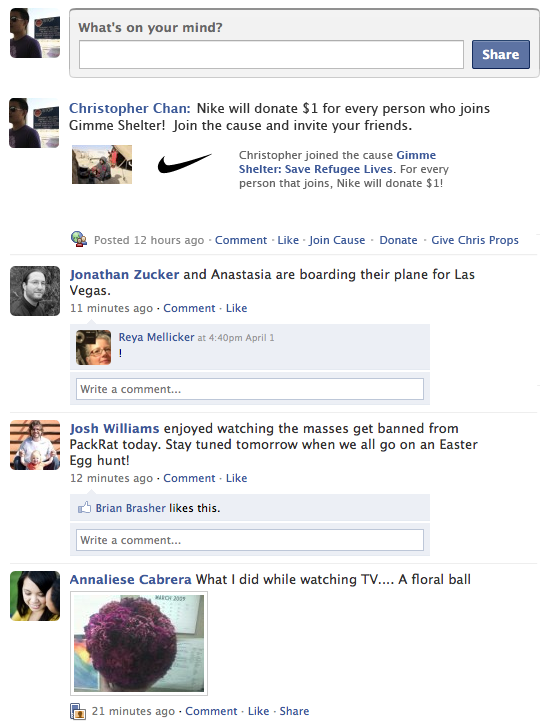 What's on your mind?
Share
Christopher Chan: Nike will donate $1 for every person who joins
Gimme Shelter! Join the cause and invite your friends.
Christopher joined the cause Gimme
Shelter: Save Refugee Lives. For every
person that joins, Nike will donate $1!
Posted 12 hours ago · Comment · Like · Join Cause · Donate · Give Chris Props
Jonathan Zucker and Anastasia are boarding their plane for Las
Vegas.
11 minutes ago · Comment · Like
Reya Mellicker at 4:40pm April 1
!
Write a comment...
Josh Williams enjoyed watching the masses get banned from
PackRat today. Stay tuned tomorrow when we all go on an Easter
Egg hunt!
12 minutes ago · Comment · Like
Brian Brasher likes this.
Write a comment...
Annaliese Cabrera What I did while watching TV.... A floral ball
MARCH 2009
21 minutes ago · Comment · Like · Share